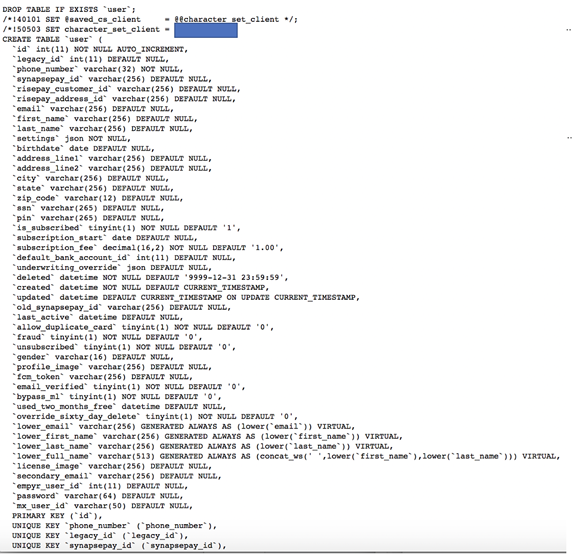 DROP TABLE IF EXISTS `user`;
/*!40101 SET @saved_cs_client     = @@character_set_client */;
/*!50503 SET character_set_client =
CREATE TABLE `user` (
  `id` int(11) NOT NULL AUTO_INCREMENT,
  `legacy_id` int(11) DEFAULT NULL,
  `phone_number` varchar(32) NOT NULL,
  `synapsepay_id` varchar(256) DEFAULT NULL,
  `risepay_customer_id` varchar(256) DEFAULT NULL,
  `risepay_address_id` varchar(256) DEFAULT NULL,
  `email` varchar(256) DEFAULT NULL,
  `first_name` varchar(256) DEFAULT NULL,
  `last_name` varchar(256) DEFAULT NULL,
  `settings` json NOT NULL,
  `birthdate` date DEFAULT NULL,
  `address_line1` varchar(256) DEFAULT NULL,
  `address_line2` varchar(256) DEFAULT NULL,
  `city` varchar(256) DEFAULT NULL,
  `state` varchar(256) DEFAULT NULL,
  `zip_code` varchar(12) DEFAULT NULL,
  `ssn` varchar(265) DEFAULT NULL,
  `pin` varchar(265) DEFAULT NULL,
  `is_subscribed` tinyint(1) NOT NULL DEFAULT '1',
  `subscription_start` date DEFAULT NULL,
  `subscription_fee` decimal(16,2) NOT NULL DEFAULT '1.00',
  `default_bank_account_id` int(11) DEFAULT NULL,
  `underwriting_override` json DEFAULT NULL,
  `deleted` datetime NOT NULL DEFAULT '9999-12-31 23:59:59',
  `created` datetime NOT NULL DEFAULT CURRENT_TIMESTAMP,
  `updated` datetime DEFAULT CURRENT_TIMESTAMP ON UPDATE CURRENT_TIMESTAMP,
  `old_synapsepay_id` varchar(256) DEFAULT NULL,
  `last_active` datetime DEFAULT NULL,
  `allow_duplicate_card` tinyint(1) NOT NULL DEFAULT '0',
  `fraud` tinyint(1) NOT NULL DEFAULT '0',
  `unsubscribed` tinyint(1) NOT NULL DEFAULT '0',
  `gender` varchar(16) DEFAULT NULL,
  `profile_image` varchar(256) DEFAULT NULL,
  `fcm_token` varchar(256) DEFAULT NULL,
  `email_verified` tinyint(1) NOT NULL DEFAULT '0',
  `bypass_ml` tinyint(1) NOT NULL DEFAULT '0',
  `used_two_months_free` datetime DEFAULT NULL,
  `override_sixty_day_delete` tinyint(1) NOT NULL DEFAULT '0',
  `lower_email` varchar(256) GENERATED ALWAYS AS (lower(`email`)) VIRTUAL,
  `lower_first_name` varchar(256) GENERATED ALWAYS AS (lower(`first_name`)) VIRTUAL,
  `lower_last_name` varchar(256) GENERATED ALWAYS AS (lower(`last_name`)) VIRTUAL,
  `lower_full_name` varchar(513) GENERATED ALWAYS AS (concat_ws(' ',lower(`first_name`),lower(`last_name`))) VIRTUAL,
  `license_image` varchar(256) DEFAULT NULL,
  `secondary_email` varchar(256) DEFAULT NULL,
  `empyr_user_id` int(11) DEFAULT NULL,
  `password` varchar(64) DEFAULT NULL,
  `mx_user_id` varchar(50) DEFAULT NULL,
  PRIMARY KEY (`id`),
  UNIQUE KEY `phone_number` (`phone_number`),
  UNIQUE KEY `legacy_id` (`legacy_id`),
  UNIQUE KEY `synapsepay_id` (`synapsepay_id`),